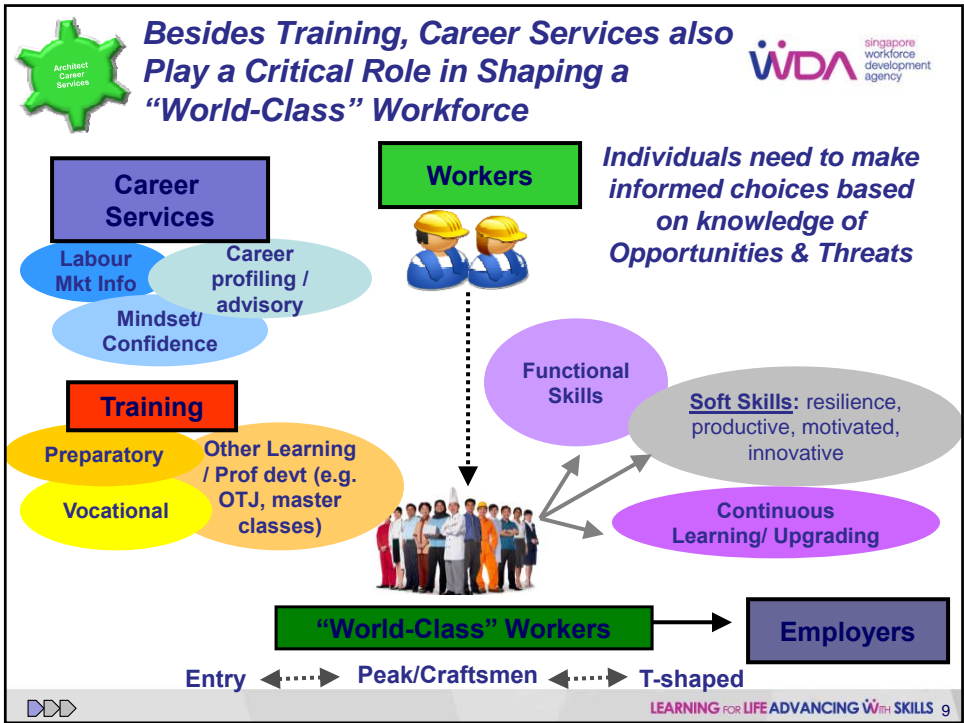 Architect
Career
Services
Besides Training, Career Services also
Play a Critical Role in Shaping a
“World-Class” Workforce
WDA
singapore
workforce
development
agency
Career
Services
Labour
Mkt Info
Career
profiling /
advisory
Mindset/
Confidence
Workers
Individuals need to make
informed choices based
on knowledge of
Opportunities & Threats
Training
Preparatory
Vocational
Other Learning
/ Prof devt (e.g.
OTJ, master
classes)
Functional
Skills
Soft Skills: resilience,
productive, motivated,
innovative
Continuous
Learning/ Upgrading
“World-Class” Workers
Employers
Entry
Peak/Craftsmen
T-shaped
LEARNING FOR LIFE ADVANCING WITH SKILLS 9